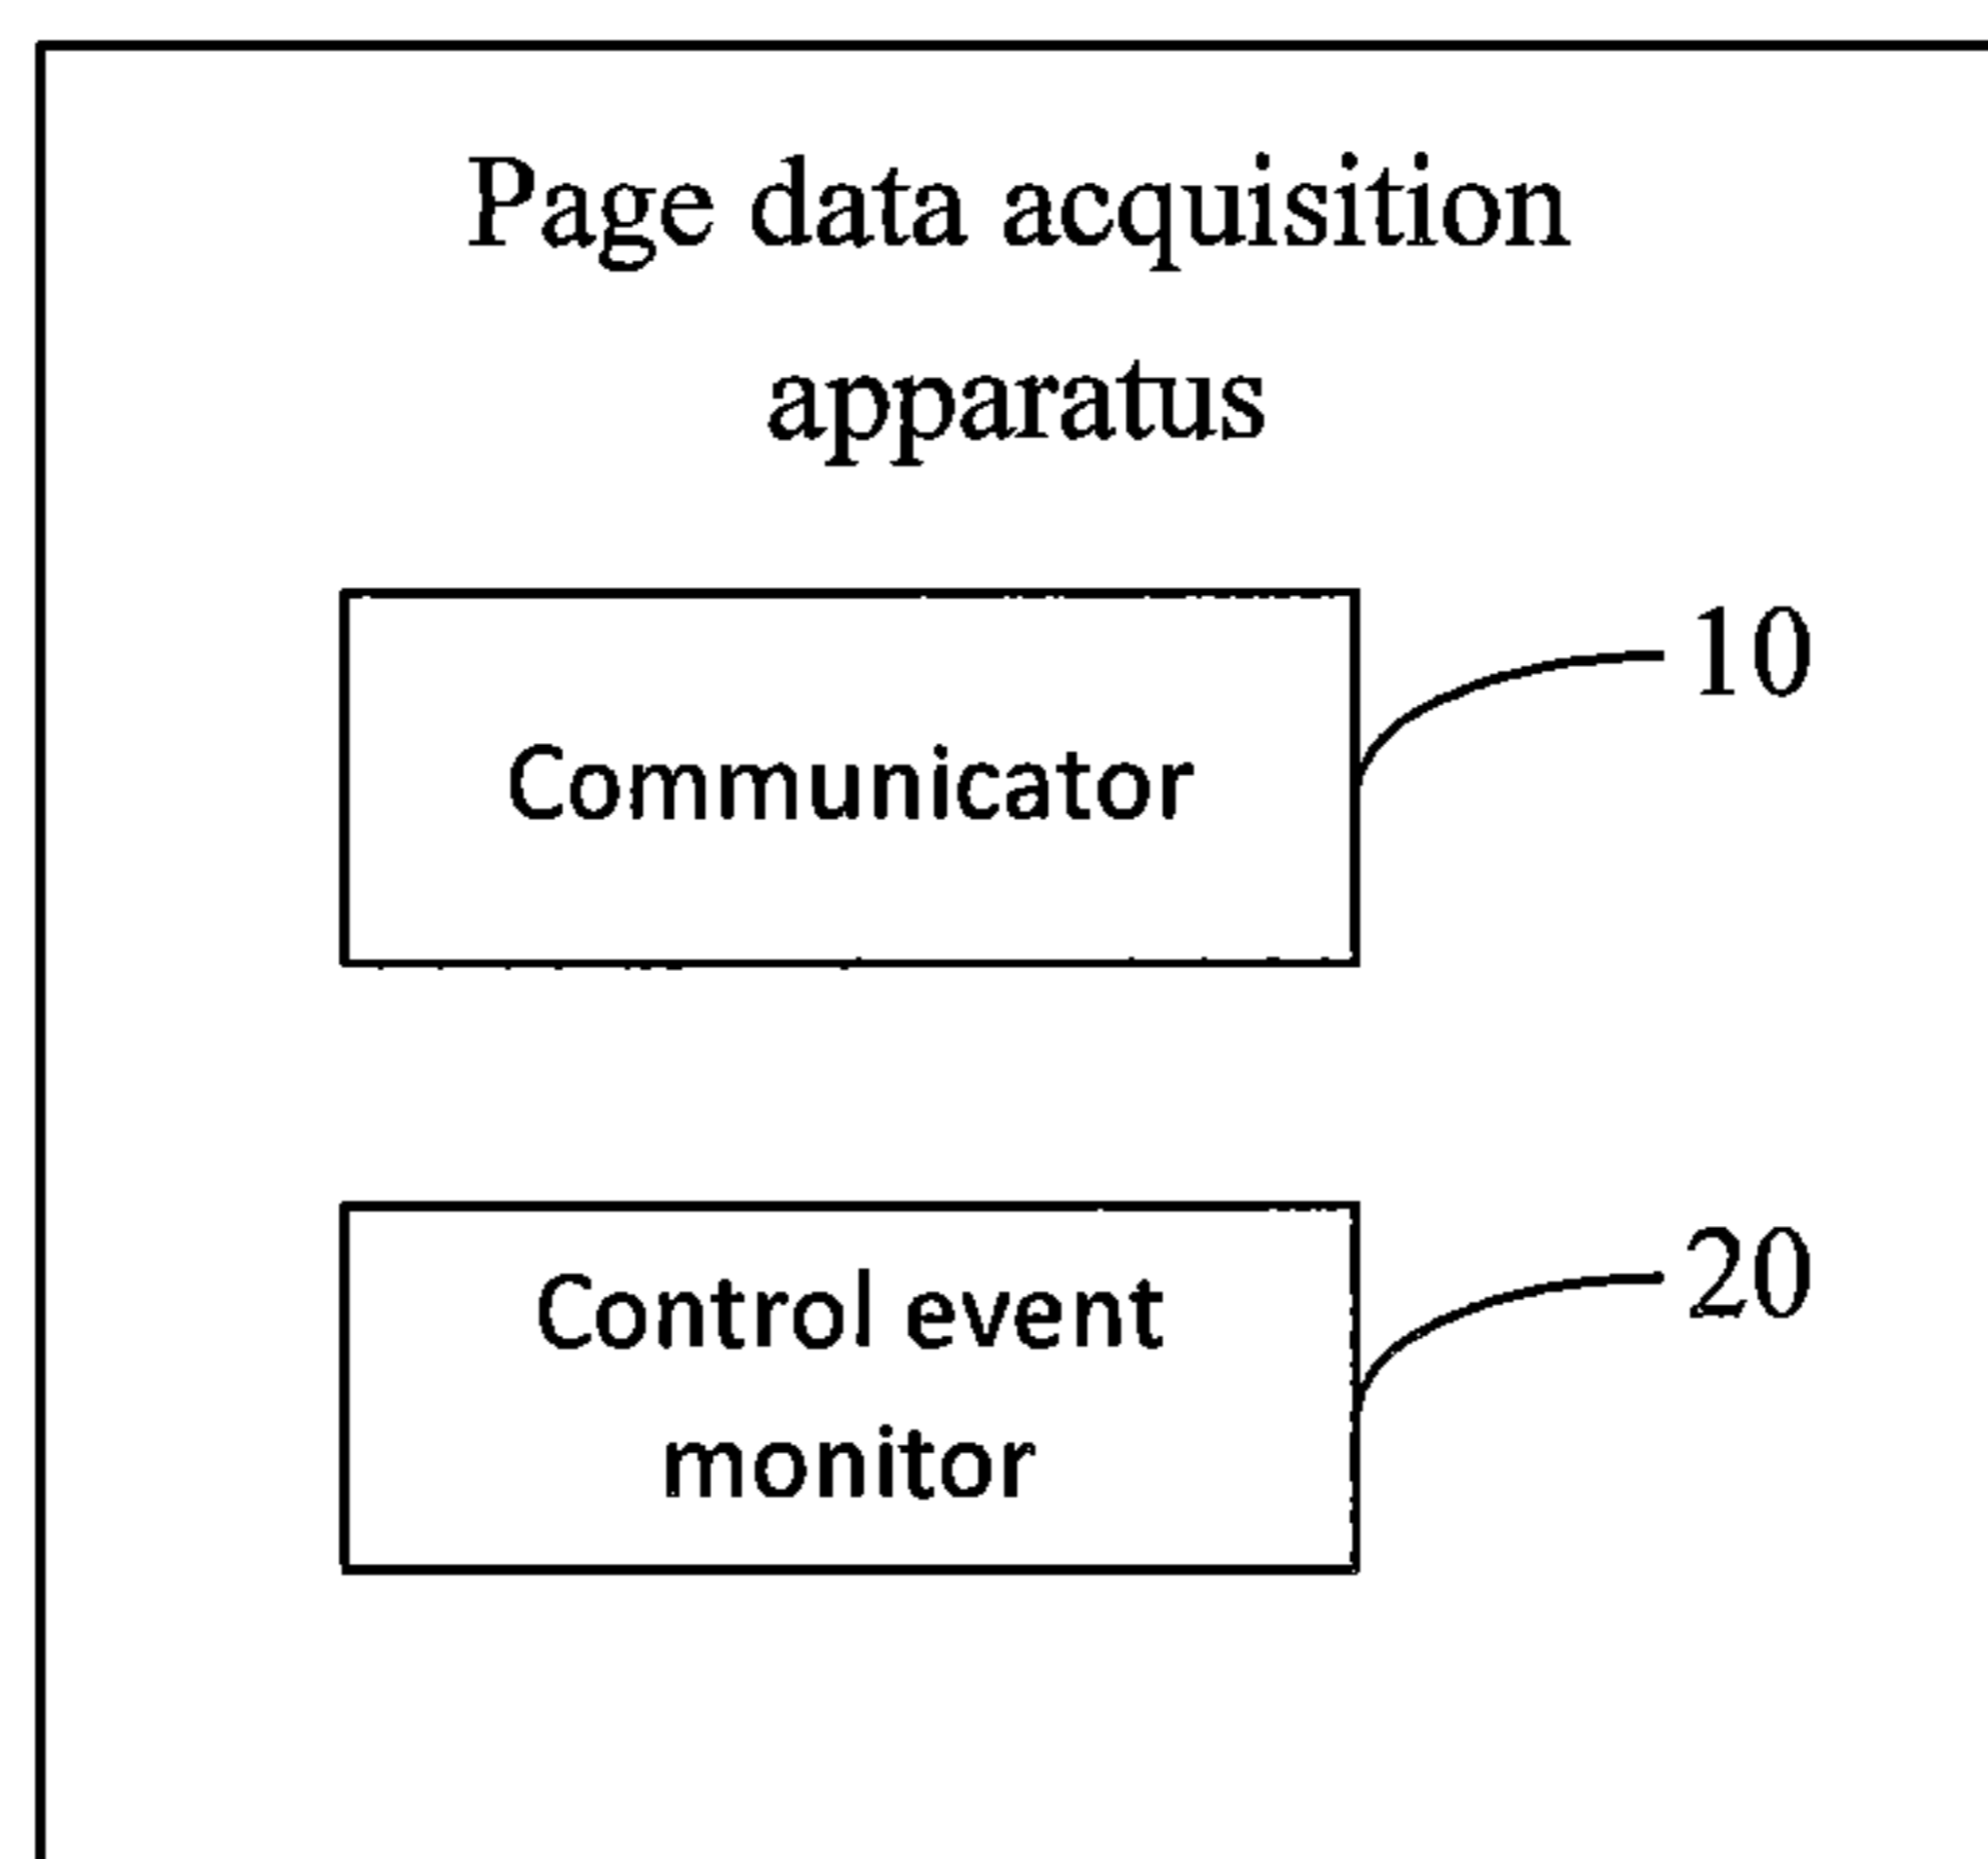 Page data acquisition
apparatus
10
Communicator
20
Control event
monitor